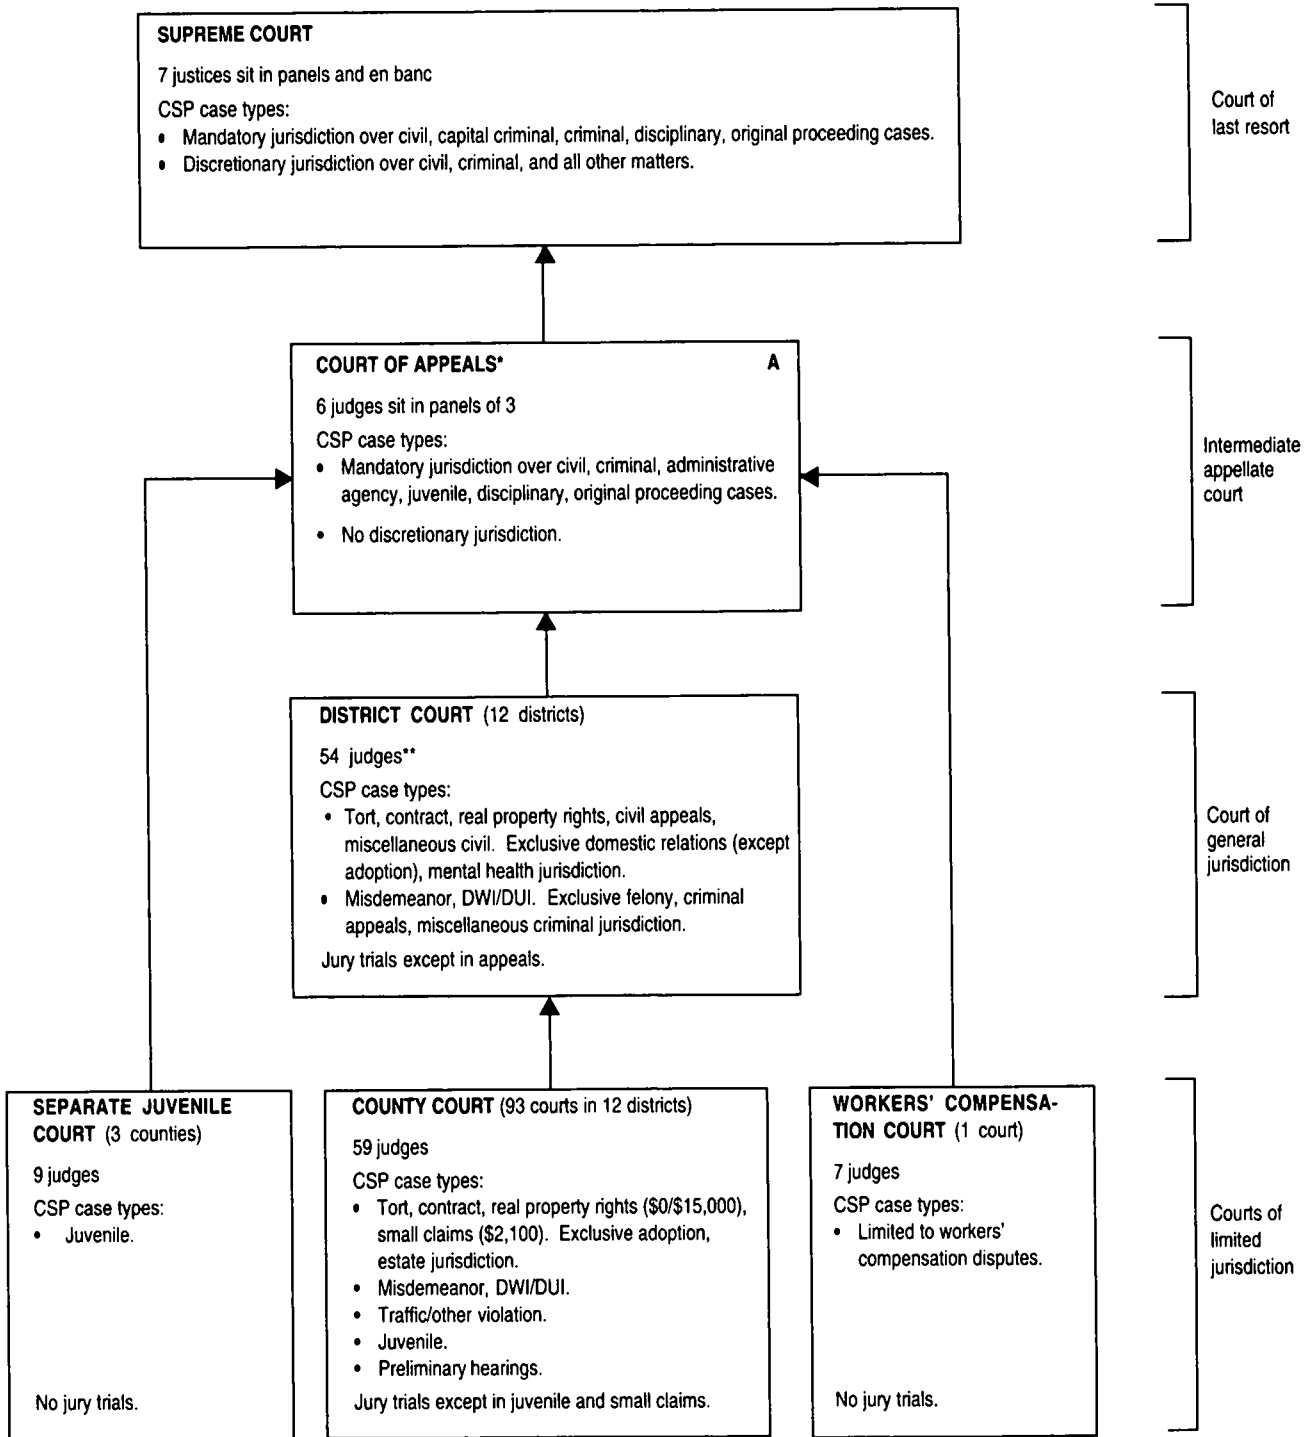 SUPREME COURT
7 justices sit in panels and en banc
CSP case types:
• Mandatory jurisdiction over civil, capital criminal, criminal, disciplinary, original proceeding cases.
• Discretionary jurisdiction over civil, criminal, and all other matters.
Court of
last resort
COURT OF APPEALS* A
6 judges sit in panels of 3
CSP case types:
• Mandatory jurisdiction over civil, criminal, administrative
agency, juvenile, disciplinary, original proceeding cases.
• No discretionary jurisdiction.
Intermediate
appellate
court
DISTRICT COURT (12 districts)
54 judges**
CSP case types:
• Tort, contract, real property rights, civil appeals,
miscellaneous civil. Exclusive domestic relations (except
adoption), mental health jurisdiction.
• Misdemeanor, DWI/DUI. Exclusive felony, criminal
appeals, miscellaneous criminal jurisdiction.
Jury trials except in appeals.
Court of
general
jurisdiction
SEPARATE JUVENILE
COURT (3 counties)
9 judges
CSP case types:
• Juvenile.
No jury trials.
COUNTY COURT (93 courts in 12 districts)
59 judges
CSP case types:
• Tort, contract, real property rights ($0/$15,000),
small claims ($2,100). Exclusive adoption,
estate jurisdiction.
• Misdemeanor, DWI/DUI.
• Traffic/other violation.
• Juvenile.
• Preliminary hearings.
Jury trials except in juvenile and small claims.
WORKERS' COMPENSA-
TION COURT (1 court)
7 judges
CSP case types:
• Limited to workers'
compensation disputes.
No jury trials.
Courts of
limited
jurisdiction